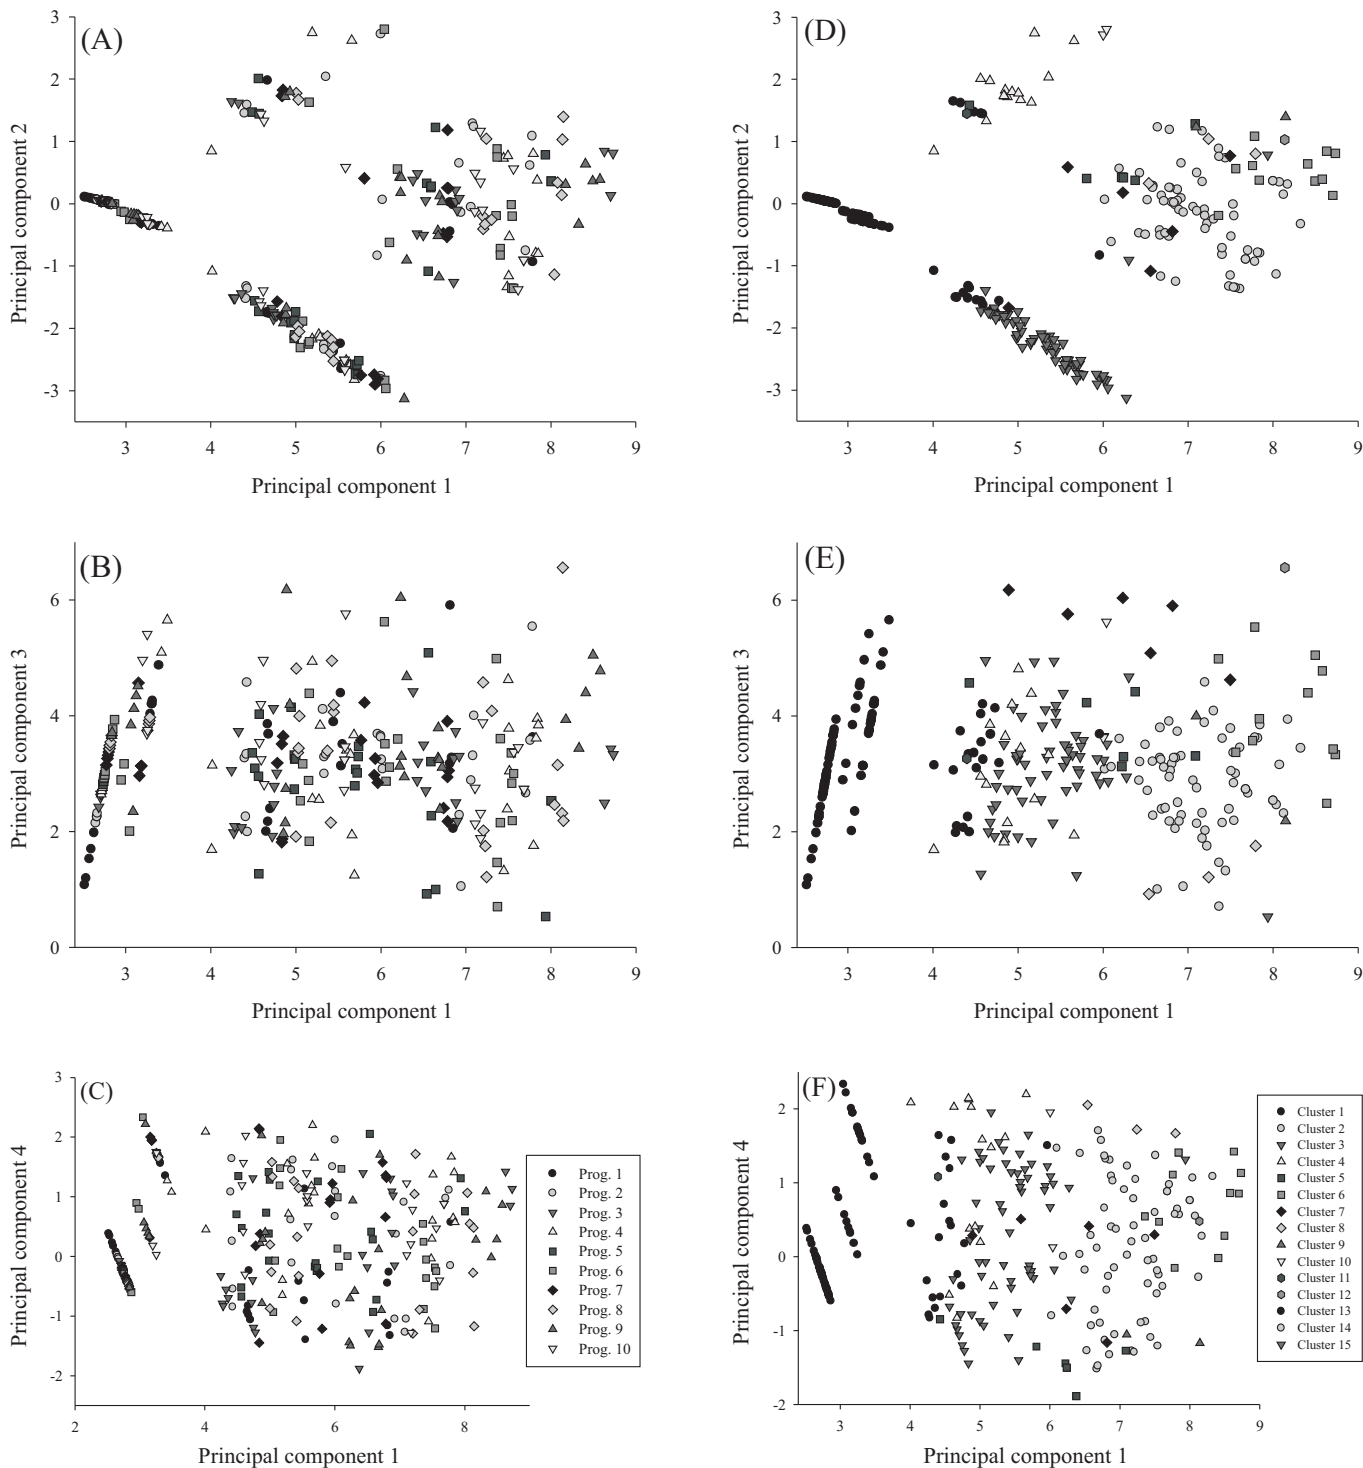 (A)
3
2
1
0
-1
-2
-3
Principal component 2
3 4 5 6 7 8 9
Principal component 1
(D)
3
2
1
0
-1
-2
-3
Principal component 2
3 4 5 6 7 8 9
Principal component 1
(B)
6
4
2
0
Principal component 3
3 4 5 6 7 8 9
Principal component 1
(E)
6
4
2
0
Principal component 3
3 4 5 6 7 8 9
Principal component 1
(C)
3
2
1
0
-1
-2
Principal component 4
2 4 6 8
Principal component 1
Prog. 1
Prog. 2
Prog. 3
Prog. 4
Prog. 5
Prog. 6
Prog. 7
Prog. 8
Prog. 9
Prog. 10
(F)
2
1
0
-1
-2
Principal component 4
3 4 5 6 7 8 9
Principal component 1
Cluster 1
Cluster 2
Cluster 3
Cluster 4
Cluster 5
Cluster 6
Cluster 7
Cluster 8
Cluster 9
Cluster 10
Cluster 11
Cluster 12
Cluster 13
Cluster 14
Cluster 15